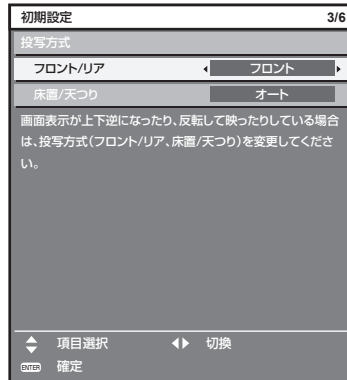 初期設定 3/6
投写方式
フロント/リア フロント
床置/天つり オート
画面表示が上下逆になったり、反転して映ったりしている場合
は、投写方式(フロント/リア、床置/天つり)を変更してくださ
い。
項目選択 切換
ENTER 確定